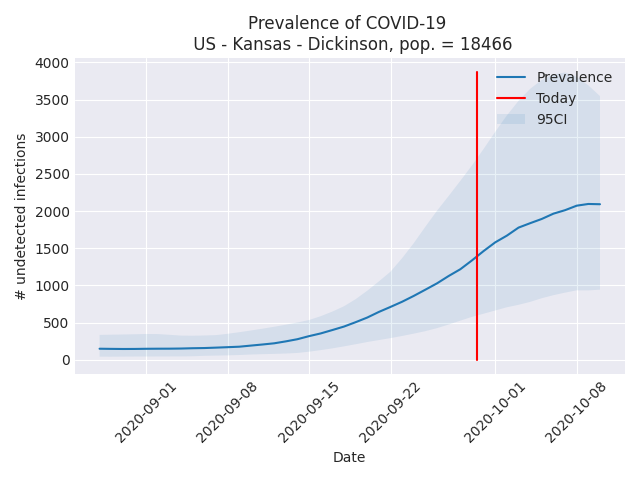 Prevalence of COVID-19
US - Kansas - Dickinson, pop. = 18466
4000
3500
3000
2500
2000
1500
1000
500
0
# undetected infections
Prevalence
Today
95CI
2020-09-01
2020-09-08
2020-09-15
2020-09-22
2020-10-01
2020-10-08
Date